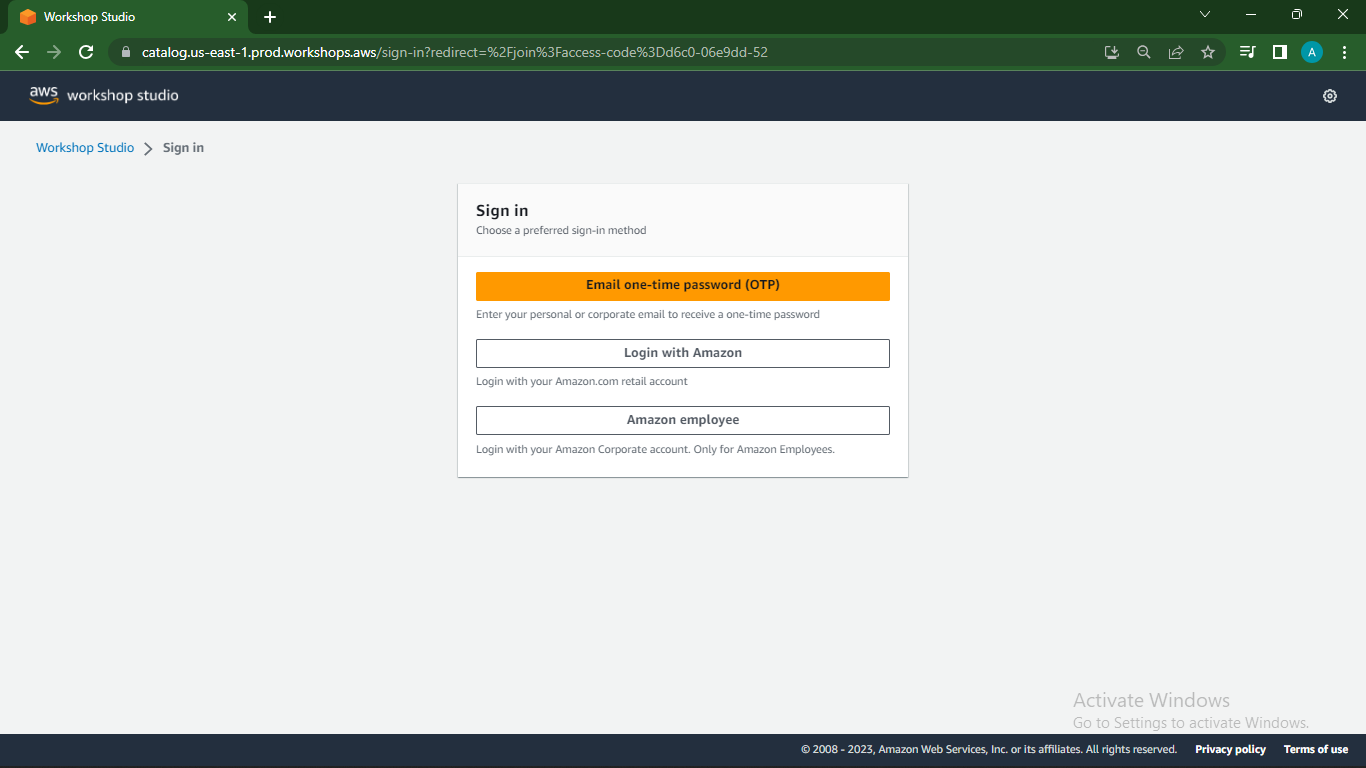 Workshop Studio
catalog.us-east-1.prod.workshops.aws/sign-in?redirect=%2Fjoin%3Faccess-code%3Dd6c0-06e9dd-52
A
aws workshop studio
Workshop Studio > Sign in
Sign in
Choose a preferred sign-in method
Email one-time password (OTP)
Enter your personal or corporate email to receive a one-time password
Login with Amazon
Login with your Amazon.com retail account
Amazon employee
Login with your Amazon Corporate account. Only for Amazon Employees.
Activate Windows
Go to Settings to activate Windows.
© 2008 - 2023, Amazon Web Services, Inc. or its affiliates. All rights reserved. Privacy policy Terms of use